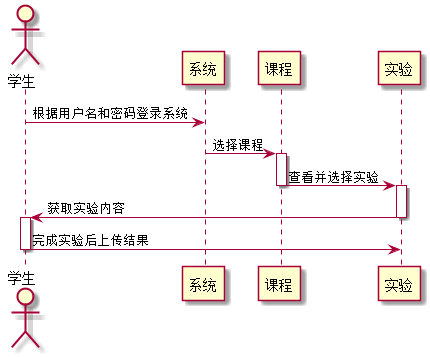 学生
系统
课程
实验
根据用户名和密码登录系统
选择课程
查看并选择实验
获取实验内容
完成实验后上传结果
学生
系统
课程
实验